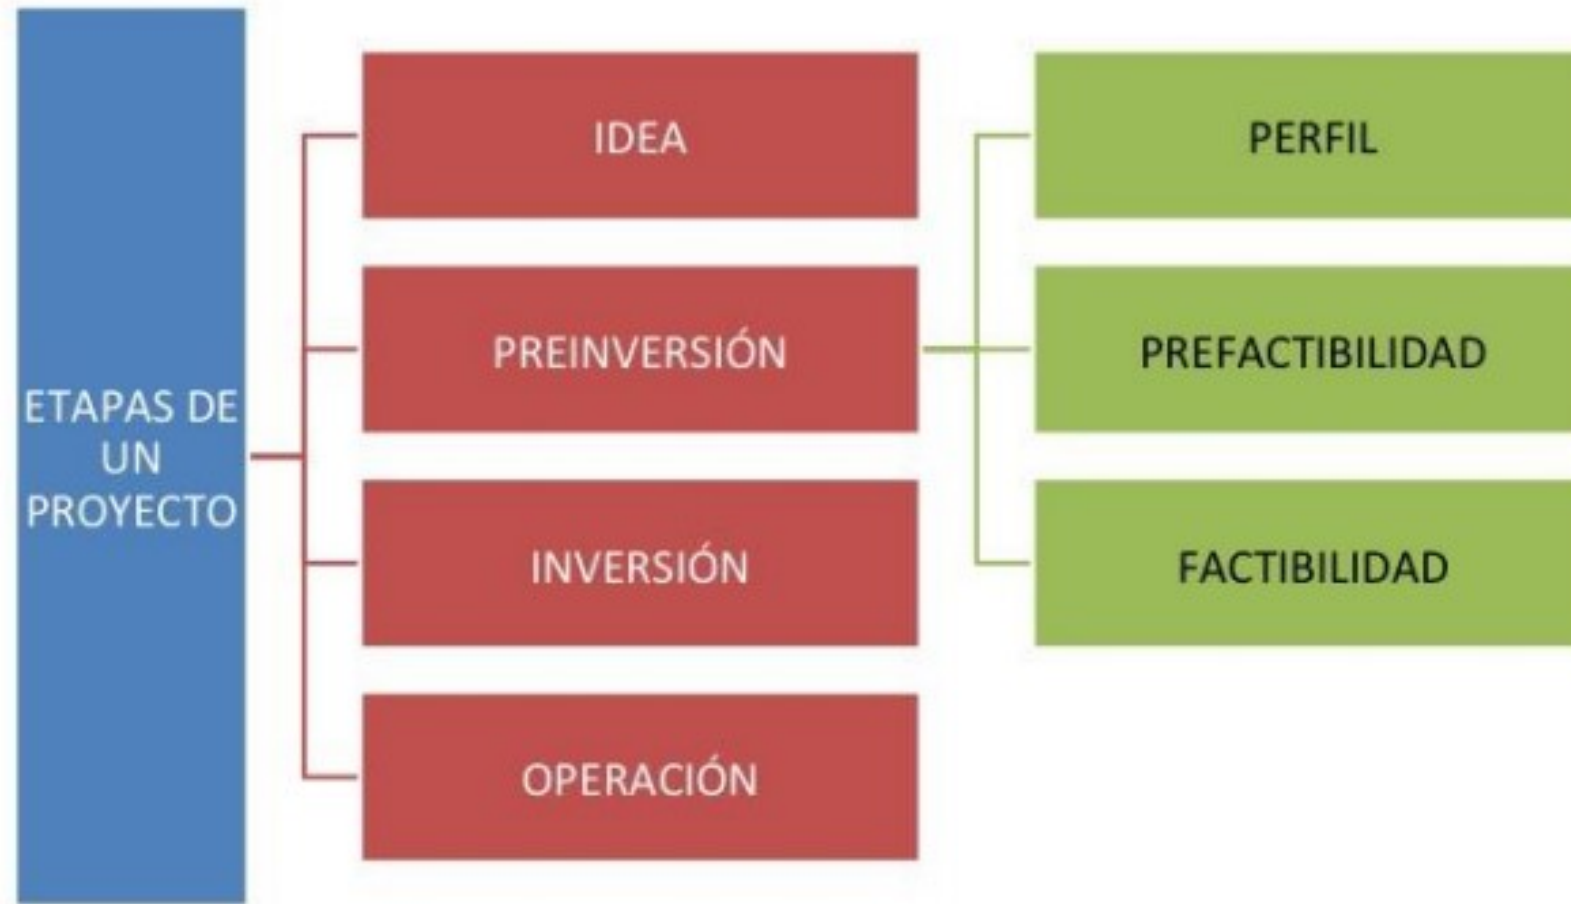 ETAPAS DE
UN
PROYECTO
IDEA
PREINVERSIÓN
INVERSIÓN
OPERACIÓN
PERFIL
PREFACTIBILIDAD
FACTIBILIDAD